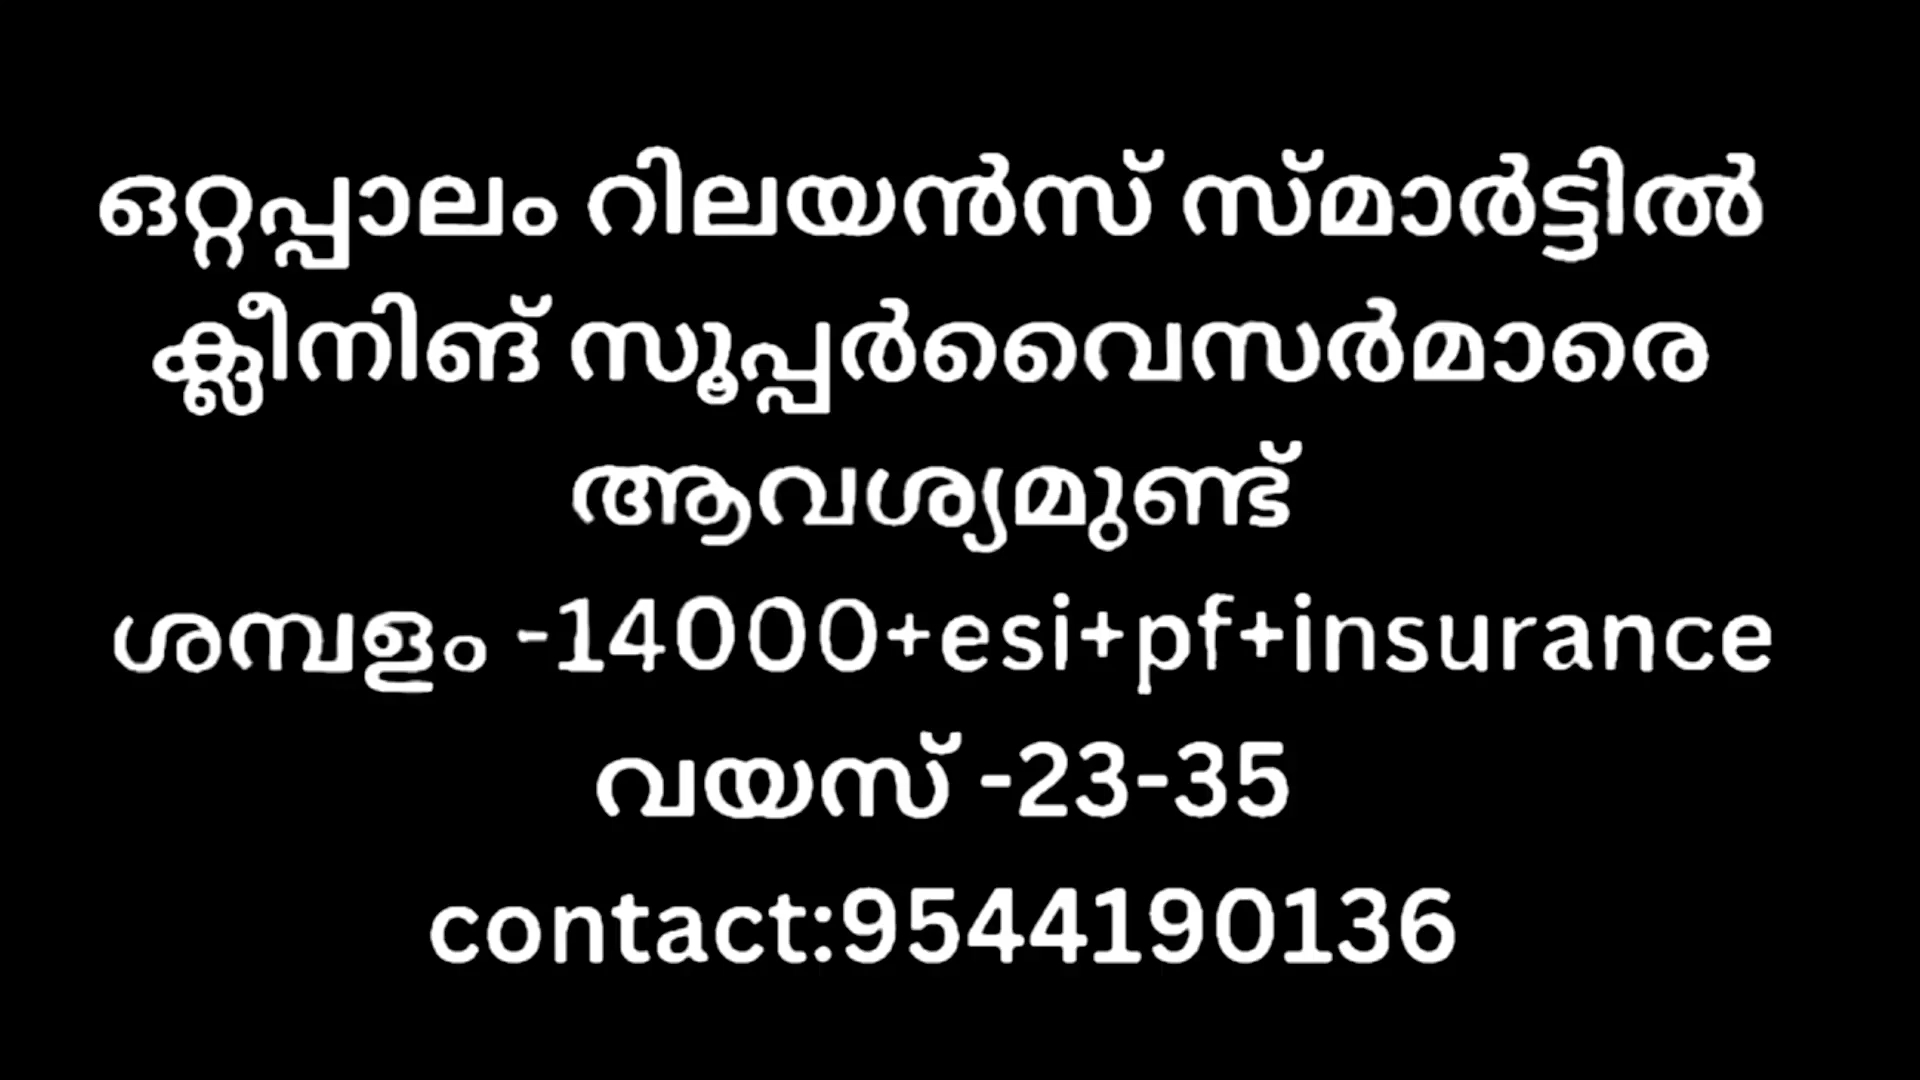 ഒറ്റപ്പാലം റിലയൻസ് സ്മാർട്ടിൽ
ക്ലീനിങ് സൂപ്പർവൈസർമാരെ
ആവശ്യമുണ്ട്
ശമ്പളം -14000+esi+pf+insurance
വയസ് -23-35
contact:9544190136